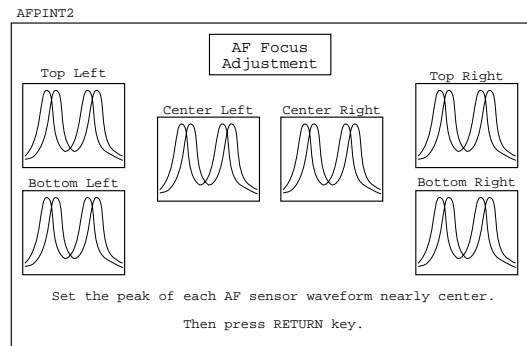 AFPINT2
AF Focus
Adjustment
Top Left
Top Right
Center Left
Center Right
Bottom Left
Bottom Right
Set the peak of each AF sensor waveform nearly center.
Then press RETURN key.